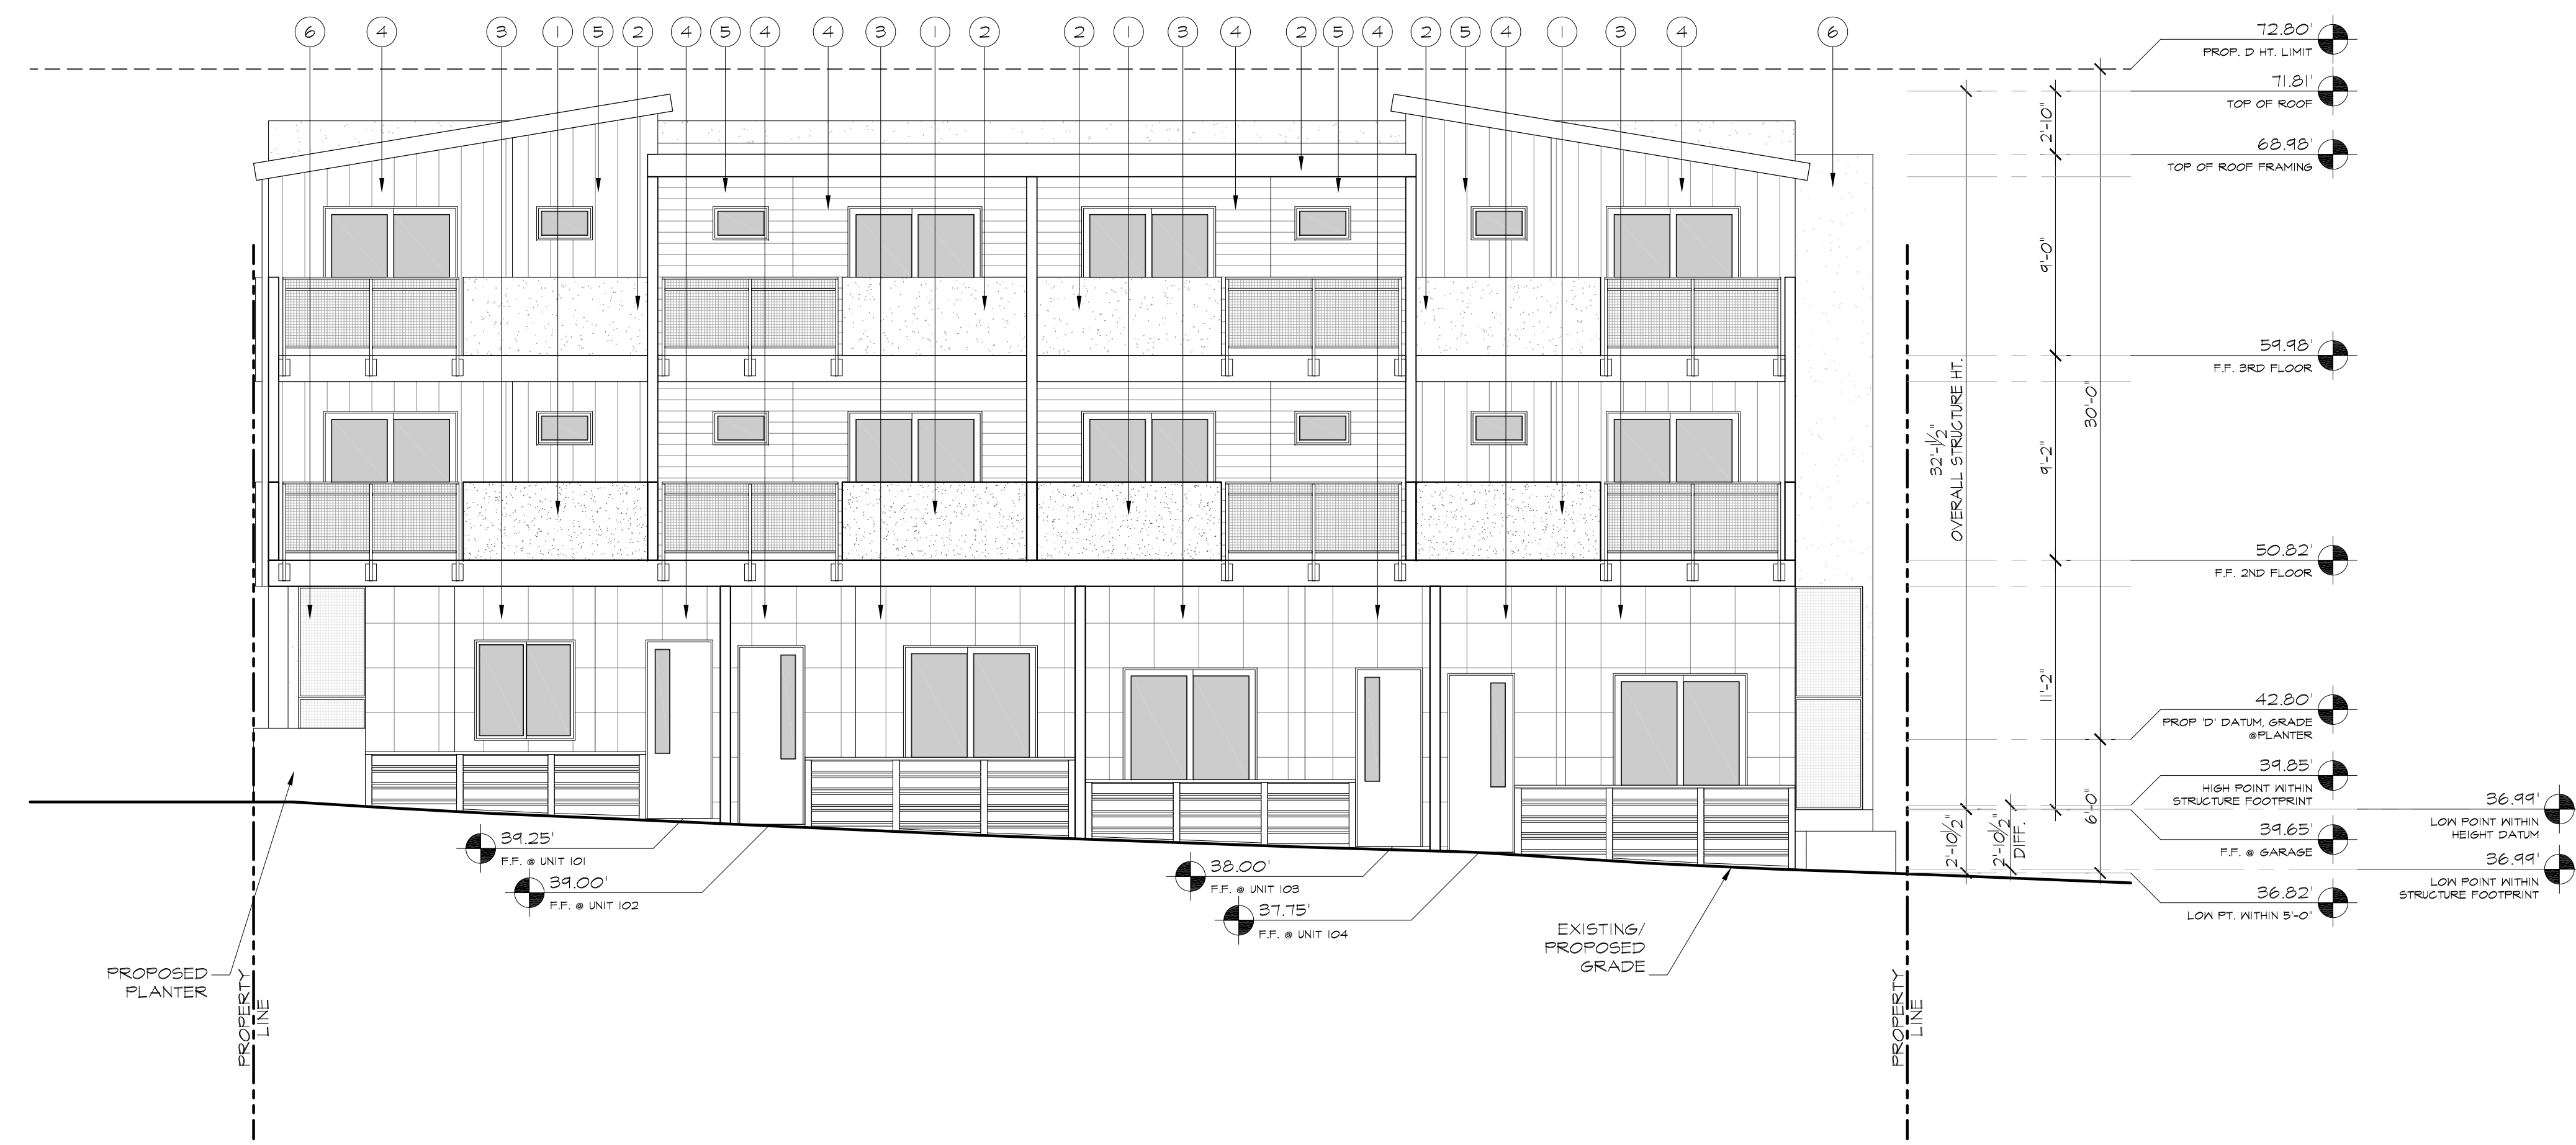 6 4 3 1 5 2 4 5 4 4 3 1 2 2 1 3 4 2 5 4 2 5 4 1 3 4 6
72.80'
PROP. D HT. LIMIT
71.81'
TOP OF ROOF
68.98'
TOP OF ROOF FRAMING
59.98'
F.F. 3RD FLOOR
50.82'
F.F. 2ND FLOOR
42.80'
PROP 'D' DATUM, GRADE
@PLANTER
39.85'
HIGH POINT WITHIN
STRUCTURE FOOTPRINT
39.65'
F.F. @ GARAGE
36.82'
LOW PT. WITHIN 5'-0"
36.99'
LOW POINT WITHIN
HEIGHT DATUM
36.99'
LOW POINT WITHIN
STRUCTURE FOOTPRINT
32'-1 1/2"
OVERALL STRUCTURE HT.
2'-10 1/2"
2'-10 1/2"
DIFF.
2'-10"
9'-0"
9'-2"
11'-2"
30'-0"
6'-0"
39.25'
F.F. @ UNIT 101
39.00'
F.F. @ UNIT 102
38.00'
F.F. @ UNIT 103
37.75'
F.F. @ UNIT 104
EXISTING/
PROPOSED
GRADE
PROPOSED
PLANTER
PROPERTY
LINE
PROPERTY
LINE